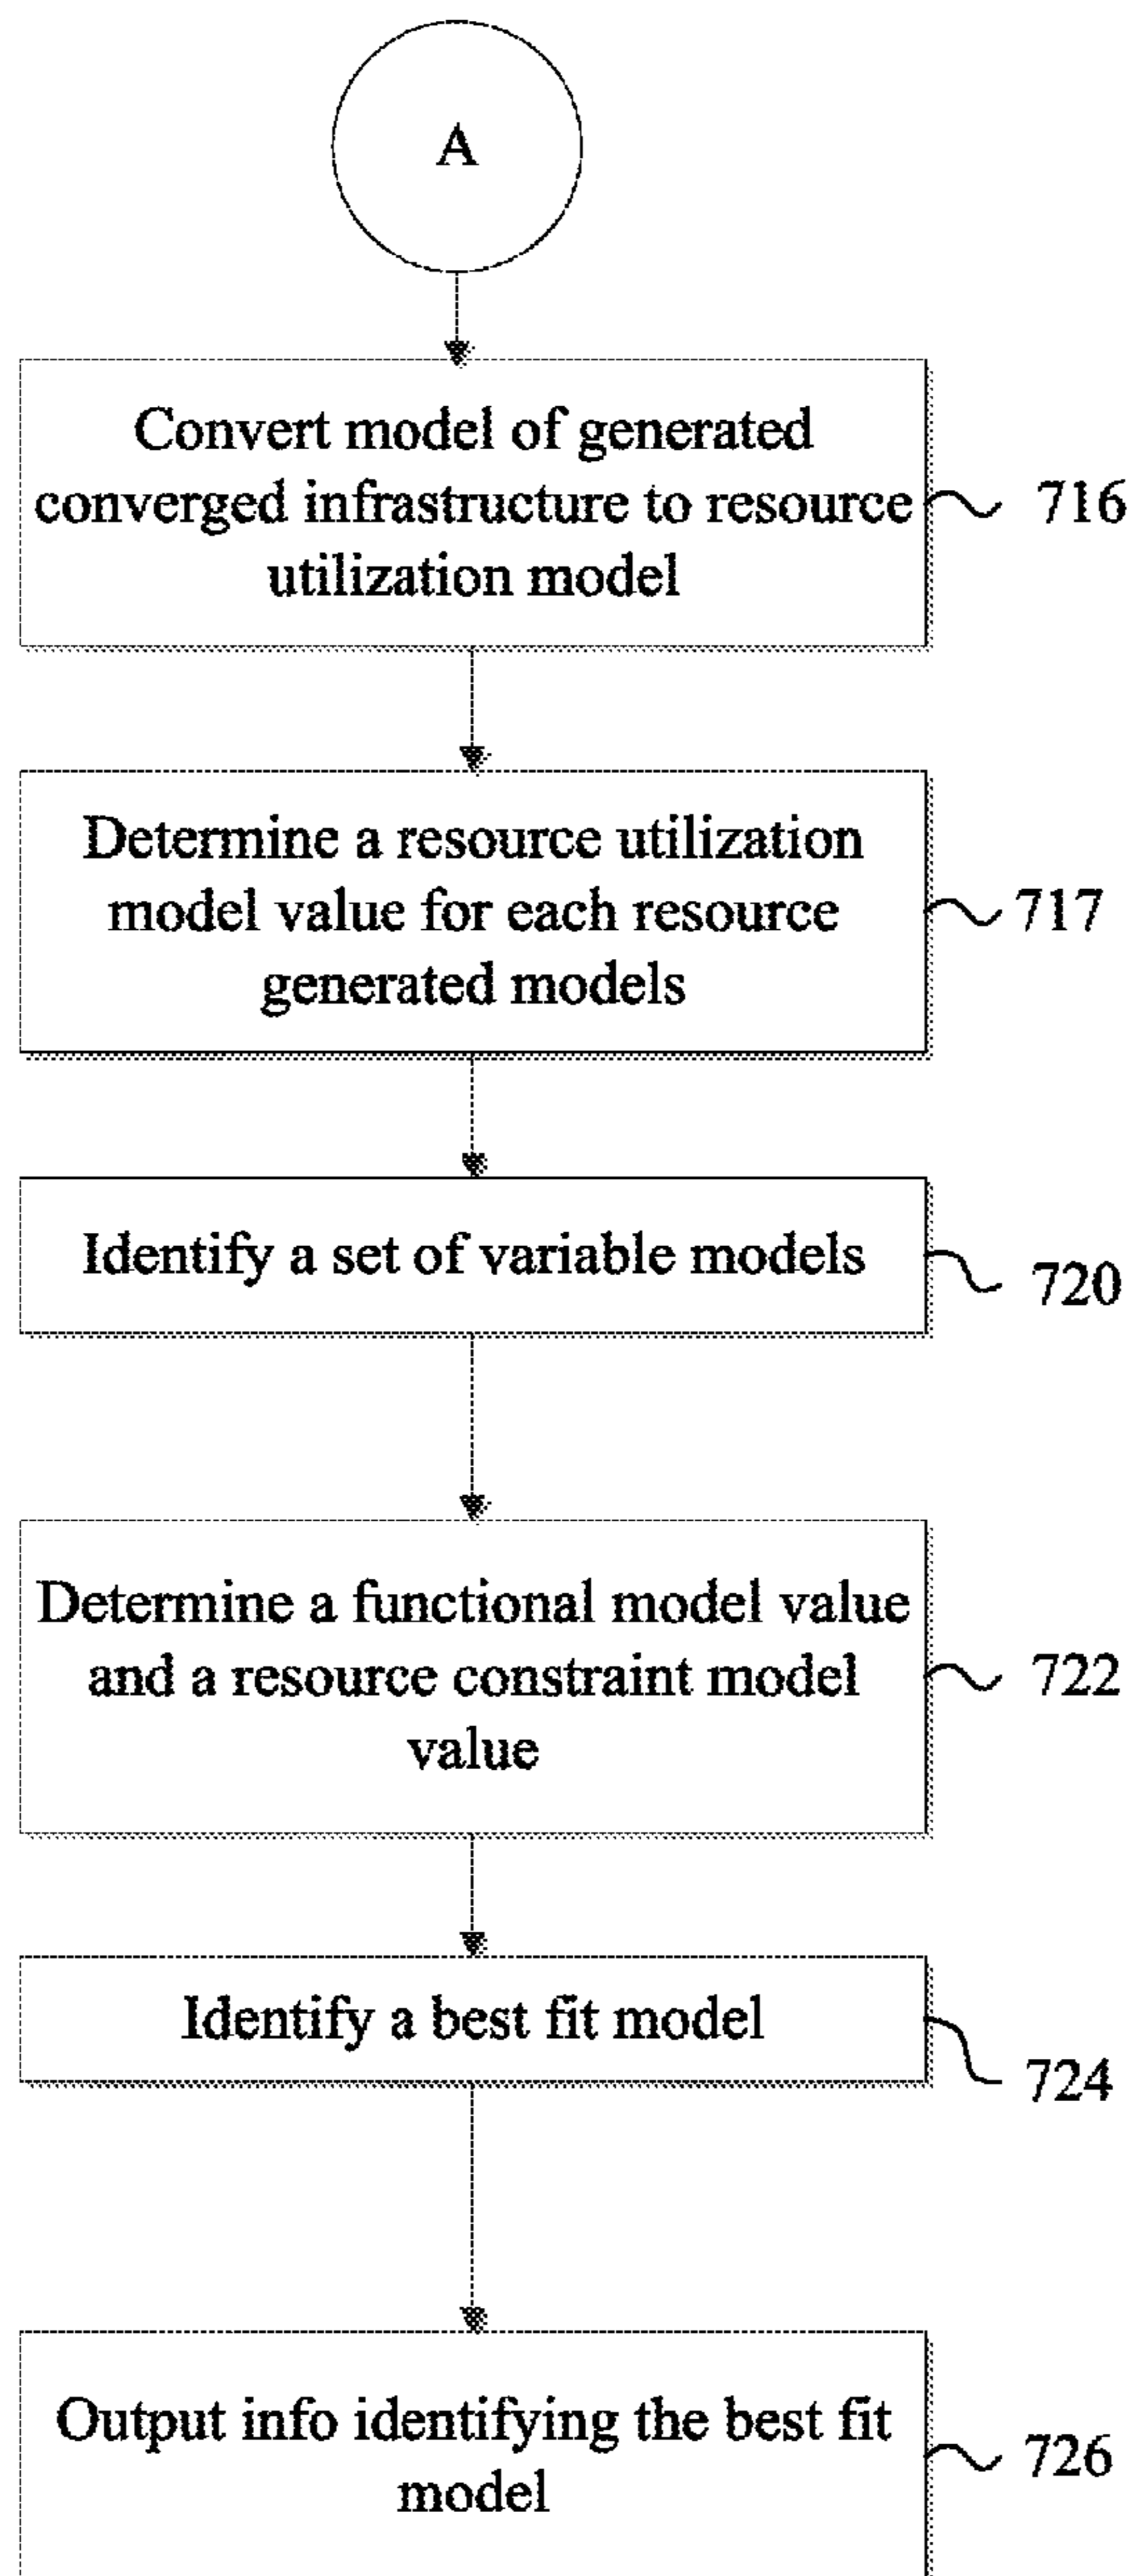 A
Convert model of generated
converged infrastructure to resource
utilization model
716
Determine a resource utilization
model value for each resource
generated models
717
Identify a set of variable models
720
Determine a functional model value
and a resource constraint model
value
722
Identify a best fit model
724
Output info identifying the best fit
model
726